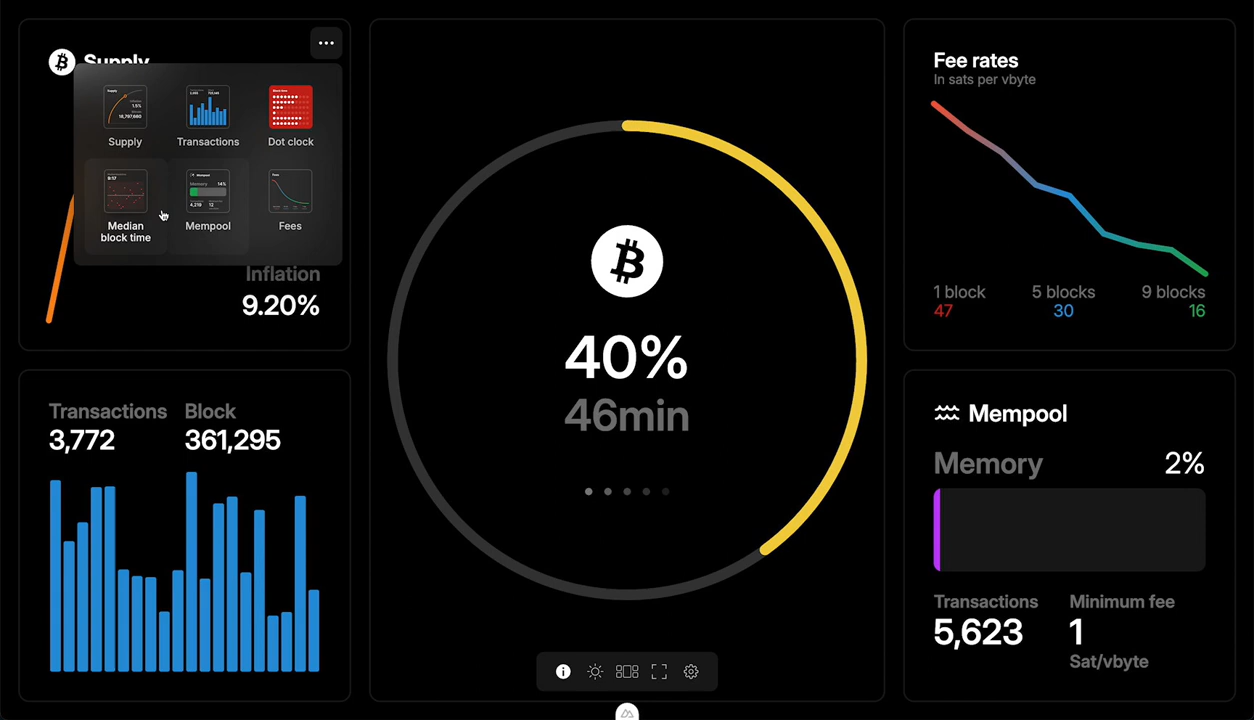 Supply
Supply
Transactions
Dot clock
Median
block time
Mempool
Fees
Inflation
9.20%
Transactions
3,772
Block
361,295
40%
46min
Fee rates
In sats per vbyte
1 block
5 blocks
9 blocks
47
30
16
Mempool
Memory
2%
Transactions
5,623
Minimum fee
1
Sat/vbyte